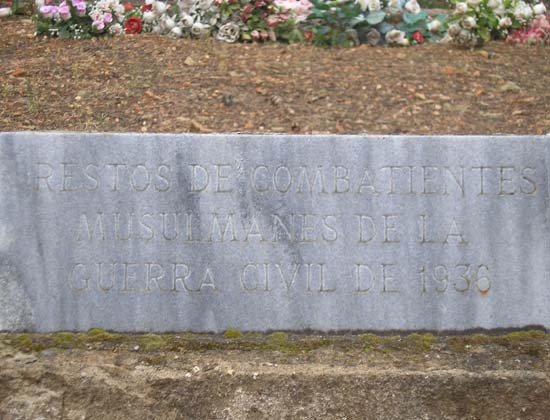 RESTOS DE COMBATIENTES
MUSULMANES DE LA
GUERRA CIVIL DE 1936